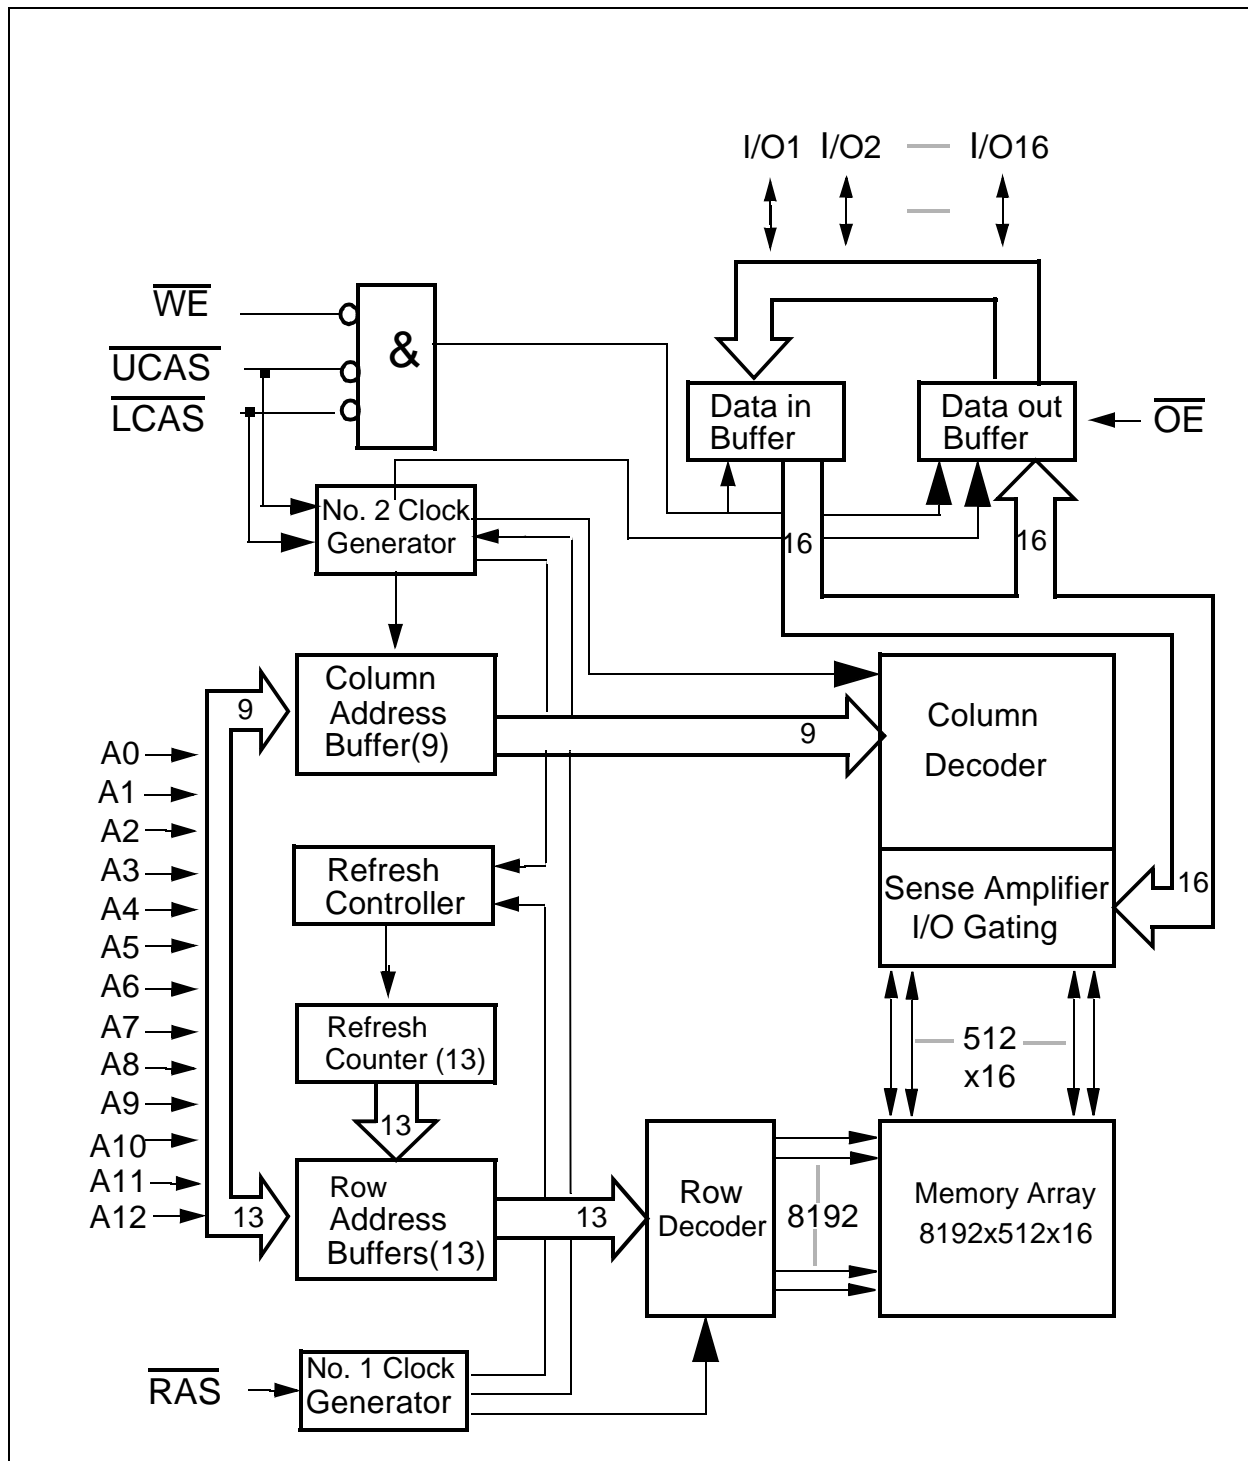 I/O1 I/O2 I/O16
WE
UCAS
LCAS
&
Data in
Buffer
Data out
Buffer
OE
No. 2 Clock
Generator
16
16
Column
Address
Buffer(9)
9
9
Column
Decoder
A0
A1
A2
A3
A4
A5
A6
A7
A8
A9
A10
A11
A12
Refresh
Controller
Sense Amplifier
I/O Gating
16
Refresh
Counter (13)
512
x16
13
Row
Address
Buffers(13)
13
13
Row
Decoder
8192
Memory Array
8192x512x16
RAS
No. 1 Clock
Generator